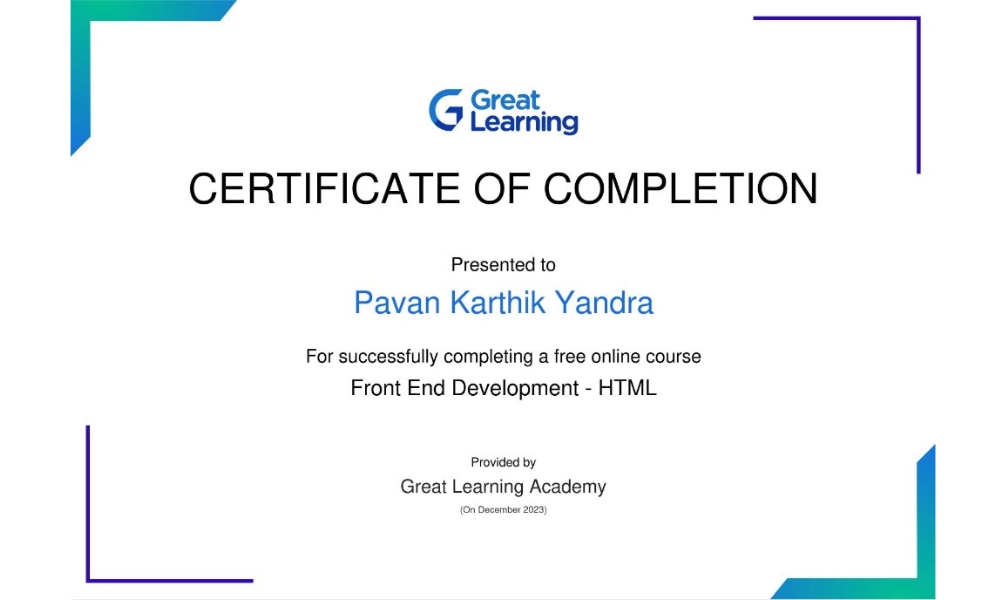 Great
Learning
CERTIFICATE OF COMPLETION
Presented to
Pavan Karthik Yandra
For successfully completing a free online course
Front End Development - HTML
Provided by
Great Learning Academy
(On December 2023)